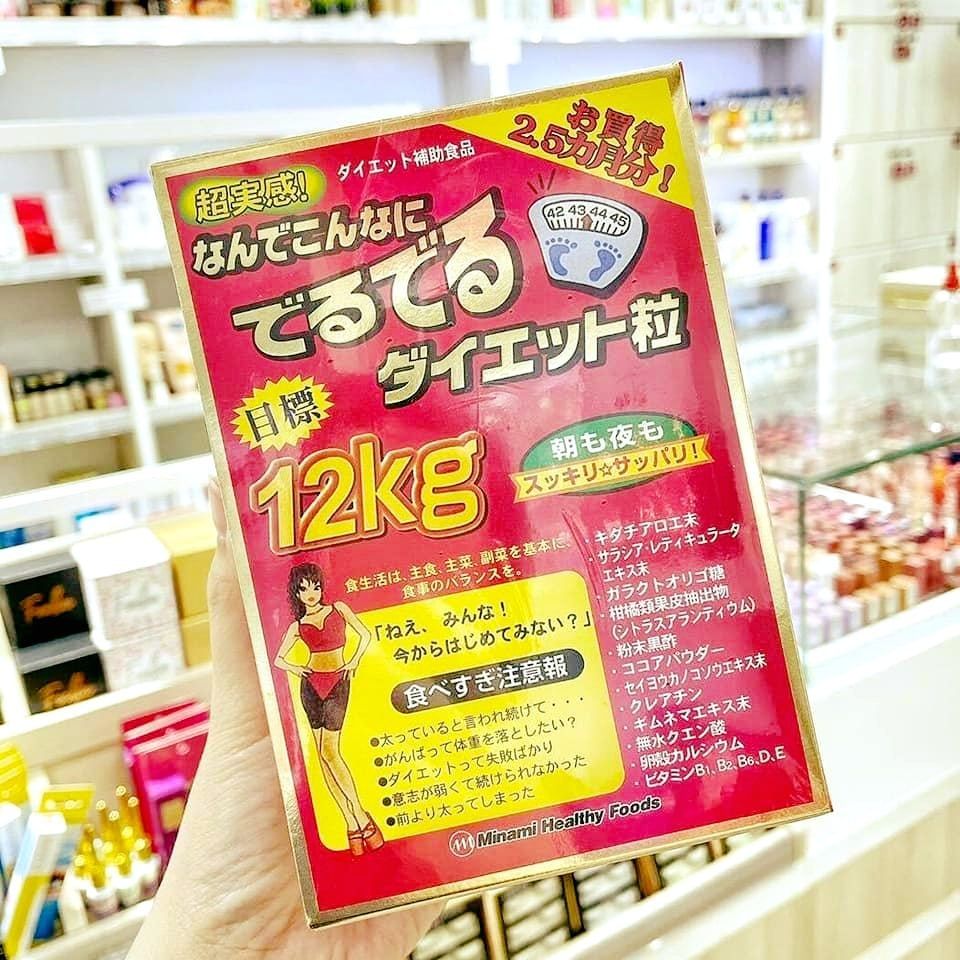 お買得
2.5カ月分!
ダイエット補助食品
超実感!
なんでこんなに
でるでる
ダイエット粒
42 43 44 45
目標
12kg
朝も夜も
スッキリ☆サッパリ!
食生活は、主食、主菜、副菜を基本に、
食事のバランスを。
「ねえ、みんな!
今からはじめてみない?」
食べすぎ注意報
●太っていると言われ続けて・・・
●がんばって体重を落としたい?
●ダイエットって失敗ばかり
●意志が弱くて続けられなかった
●前より太ってしまった
・キダチアロエ末
・サラシア・レティキュラータ
エキス末
・ガラクトオリゴ糖
・柑橘類果皮抽出物
(シトラスアランティウム)
・粉末黒酢
・ココアパウダー
・セイヨウカノコソウエキス末
・クレアチン
・ギムネマエキス末
・無水クエン酸
・卵殻カルシウム
・ビタミンB1、B2、B6、D、E
Minami Healthy Foods